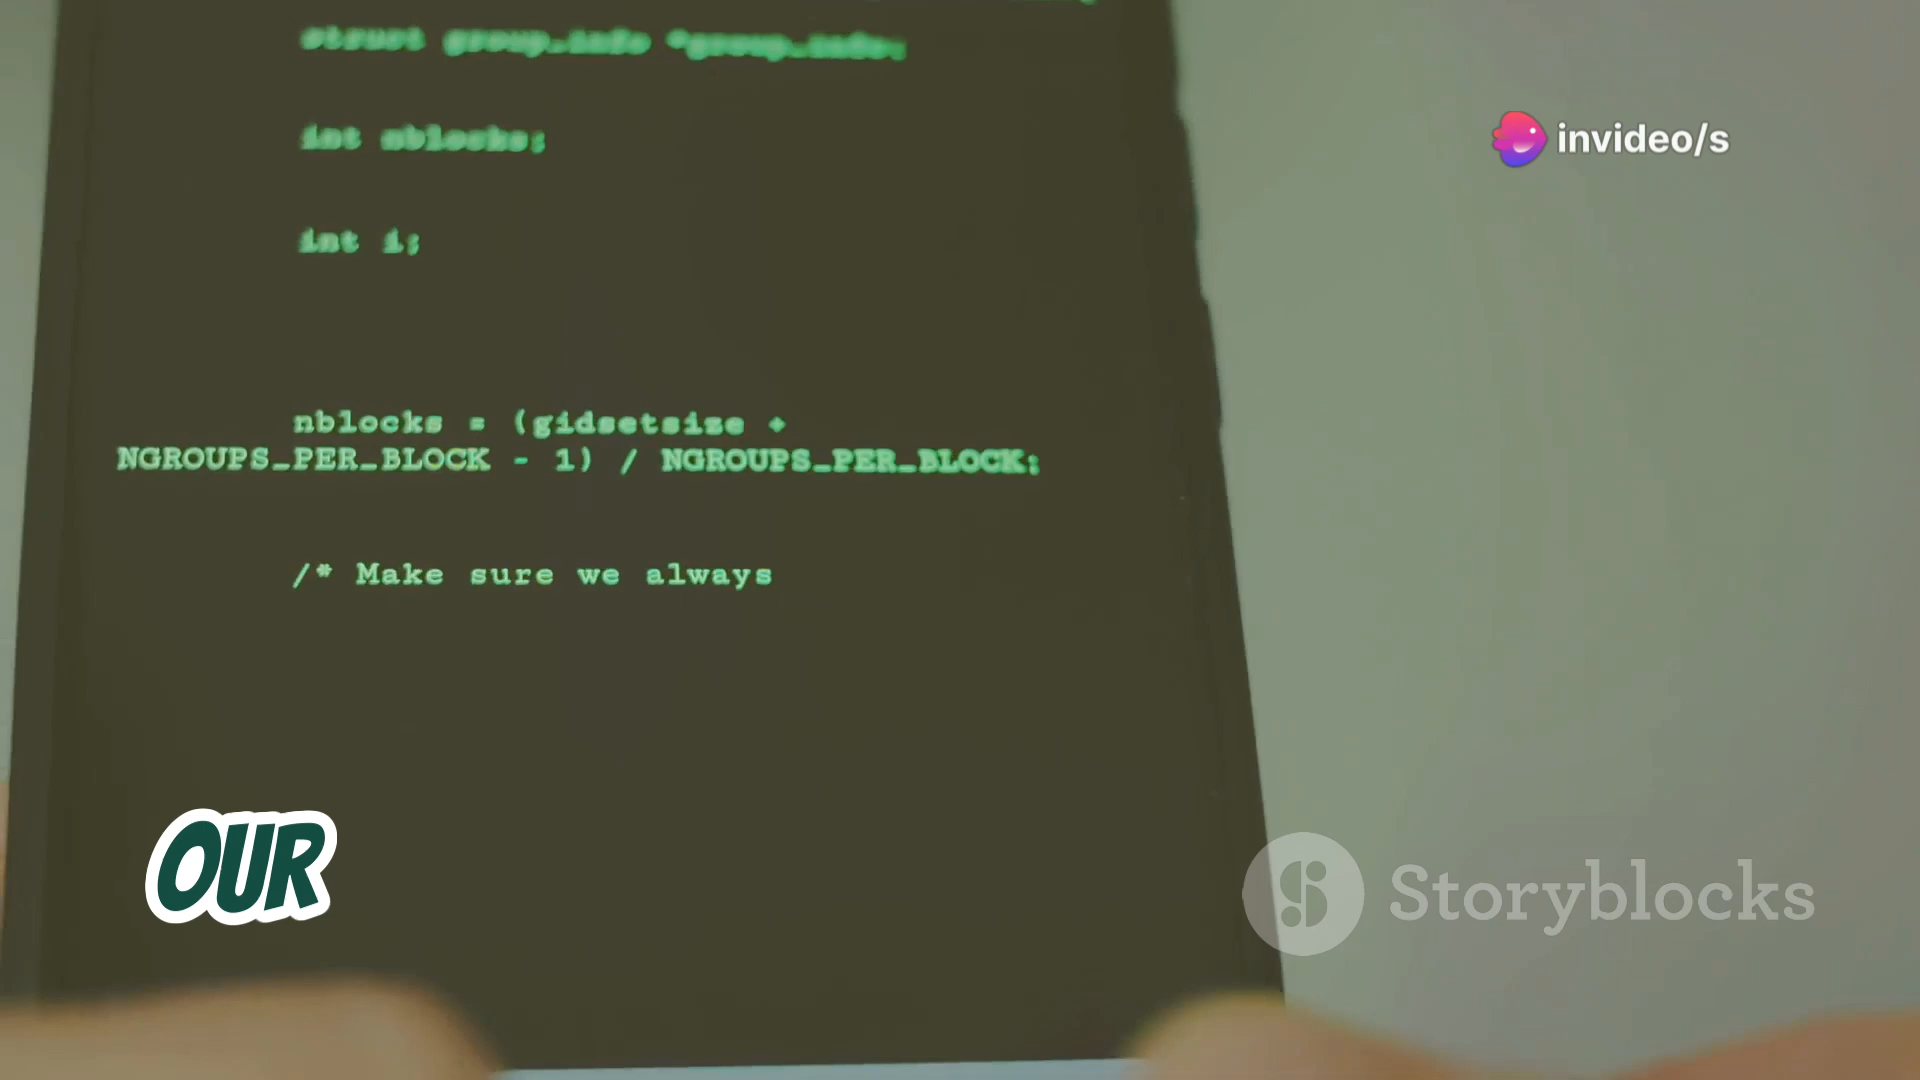 struct group_info *group_info;
invideo/s
int nblocks;
int i;
nblocks = (gidsetsize +
NGROUPS_PER_BLOCK - 1) / NGROUPS_PER_BLOCK;
/* Make sure we always
OUR
Storyblocks